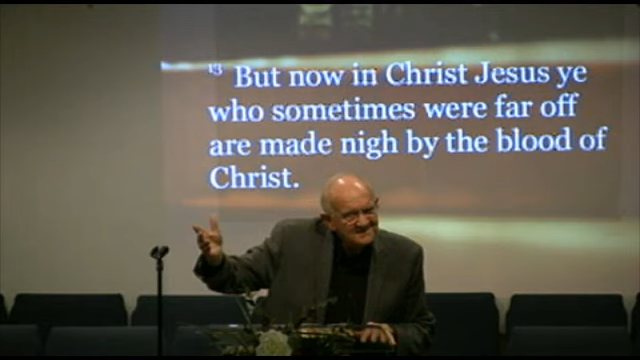 13 But now in Christ Jesus ye
who sometimes were far off
are made nigh by the blood of
Christ.